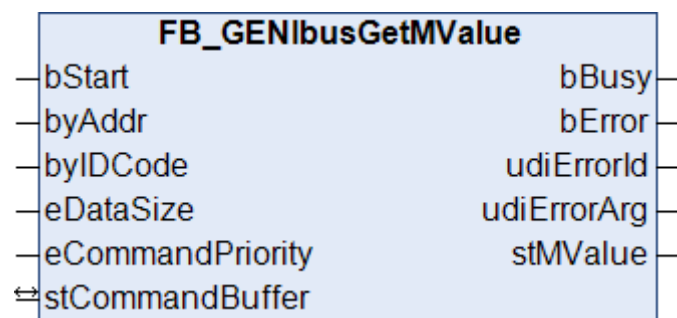 FB_GENIbusGetMValue
bStart bBusy
byAddr bError
byIDCode udiErrorId
eDataSize udiErrorArg
eCommandPriority stMValue
stCommandBuffer